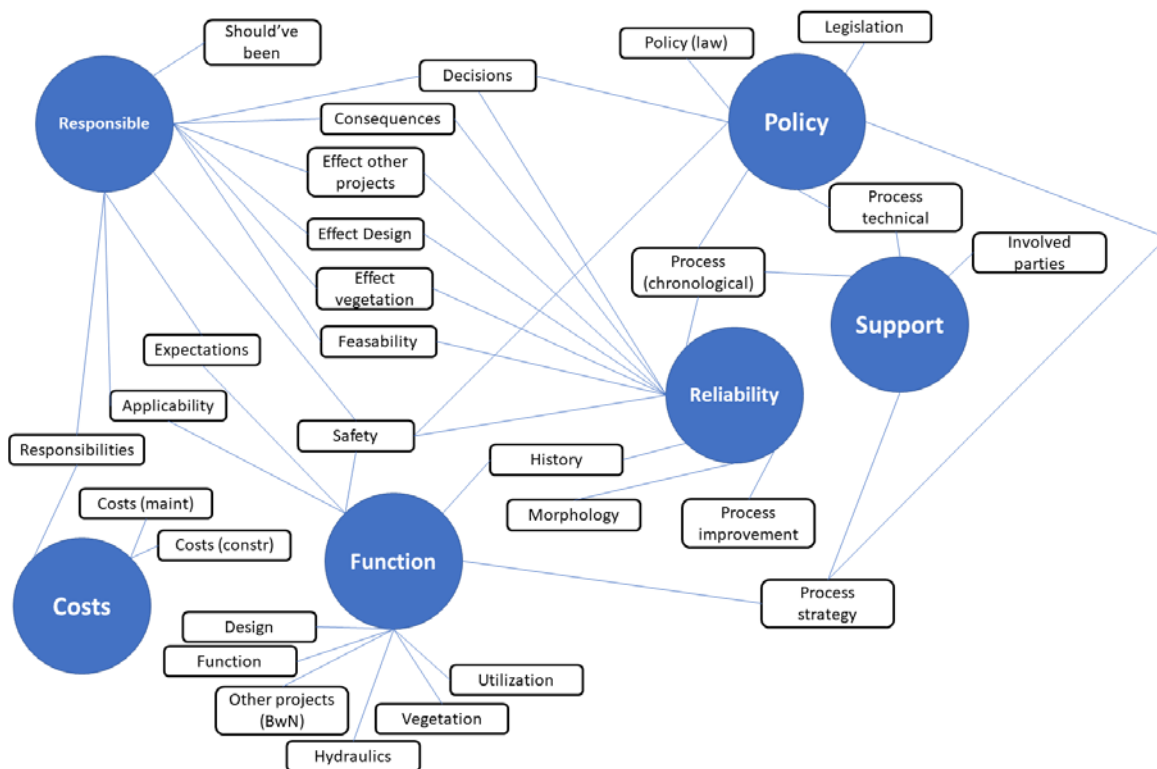 Should've
been
Policy (law)
Legislation
Decisions
Responsible
Consequences
Policy
Effect other
projects
Process
technical
Effect Design
Involved
parties
Process
(chronological)
Effect
vegetation
Support
Feasability
Expectations
Reliability
Applicability
Safety
Responsibilities
History
Costs (maint)
Morphology
Process
improvement
Costs (constr)
Function
Costs
Process
strategy
Design
Function
Utilization
Other projects
(BwN)
Vegetation
Hydraulics